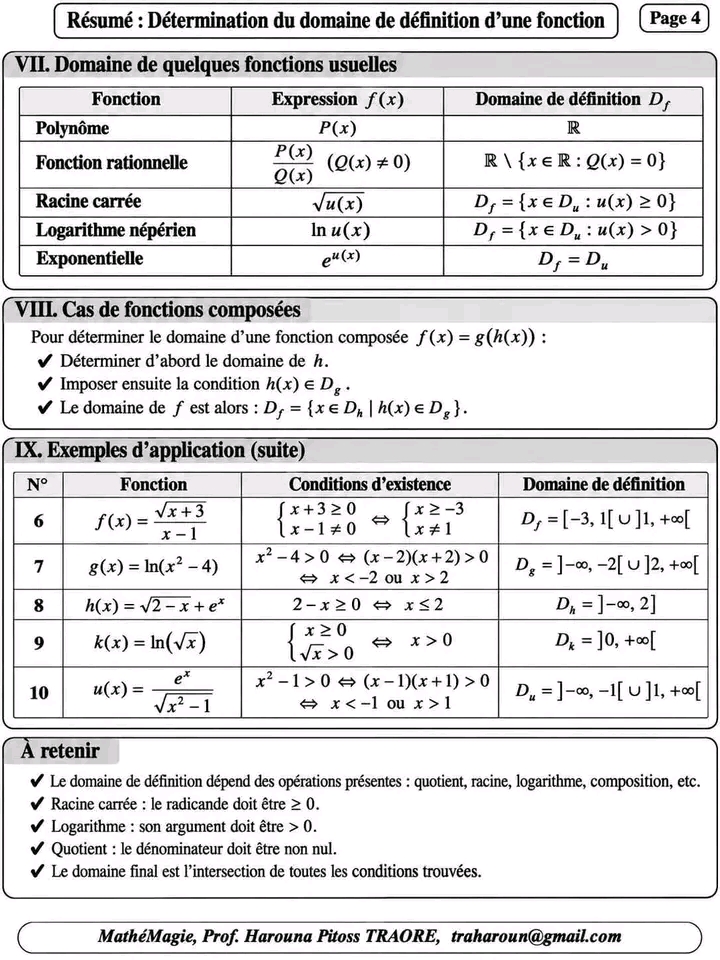 Résumé : Détermination du domaine de définition d'une fonction
Page 4
VII. Domaine de quelques fonctions usuelles
Fonction Expression f(x) Domaine de définition D_f
Polynôme P(x) ℝ
Fonction rationnelle P(x)/Q(x) (Q(x) ≠ 0) ℝ \ {x ∈ ℝ : Q(x) = 0}
Racine carrée √u(x) D_f = {x ∈ D_u : u(x) ≥ 0}
Logarithme népérien ln u(x) D_f = {x ∈ D_u : u(x) > 0}
Exponentielle e^{u(x)} D_f = D_u
VIII. Cas de fonctions composées
Pour déterminer le domaine d'une fonction composée f(x) = g(h(x)) :
✔ Déterminer d'abord le domaine de h.
✔ Imposer ensuite la condition h(x) ∈ D_g .
✔ Le domaine de f est alors : D_f = {x ∈ D_h | h(x) ∈ D_g}.
IX. Exemples d'application (suite)
N° Fonction Conditions d'existence Domaine de définition
6 f(x) = √(x+3)/(x−1) { x+3 ≥ 0 ; x−1 ≠ 0 ⇔ { x ≥ −3 ; x ≠ 1 D_f = [−3, 1[ ∪ ]1, +∞[
7 g(x) = ln(x² − 4) x² − 4 > 0 ⇔ (x−2)(x+2) > 0
⇔ x < −2 ou x > 2 D_g = ]−∞, −2[ ∪ ]2, +∞[
8 h(x) = √(2−x) + e^x 2 − x ≥ 0 ⇔ x ≤ 2 D_h = ]−∞, 2]
9 k(x) = ln(√x) { x ≥ 0 ; √x > 0 ⇔ x > 0 D_k = ]0, +∞[
10 u(x) = e^x/√(x² − 1) x² − 1 > 0 ⇔ (x−1)(x+1) > 0
⇔ x < −1 ou x > 1 D_u = ]−∞, −1[ ∪ ]1, +∞[
À retenir
✔ Le domaine de définition dépend des opérations présentes : quotient, racine, logarithme, composition, etc.
✔ Racine carrée : le radicande doit être ≥ 0.
✔ Logarithme : son argument doit être > 0.
✔ Quotient : le dénominateur doit être non nul.
✔ Le domaine final est l'intersection de toutes les conditions trouvées.
MathéMagie, Prof. Harouna Pitoss TRAORE, traharoun@gmail.com